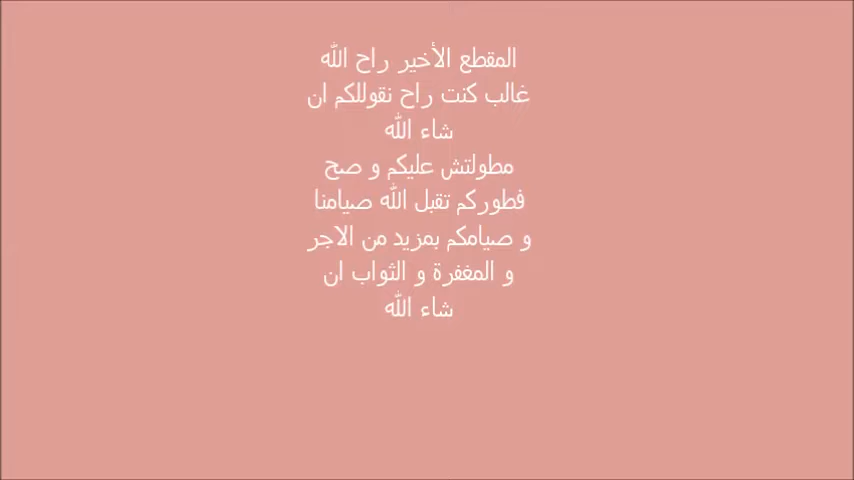 المقطع الأخير راح الله
غالب كنت راح نقوللكم ان
شاء الله
مطولتش عليكم و صح
فطوركم تقبل الله صيامنا
و صيامكم بمزيد من الاجر
و المغفرة و الثواب ان
شاء الله